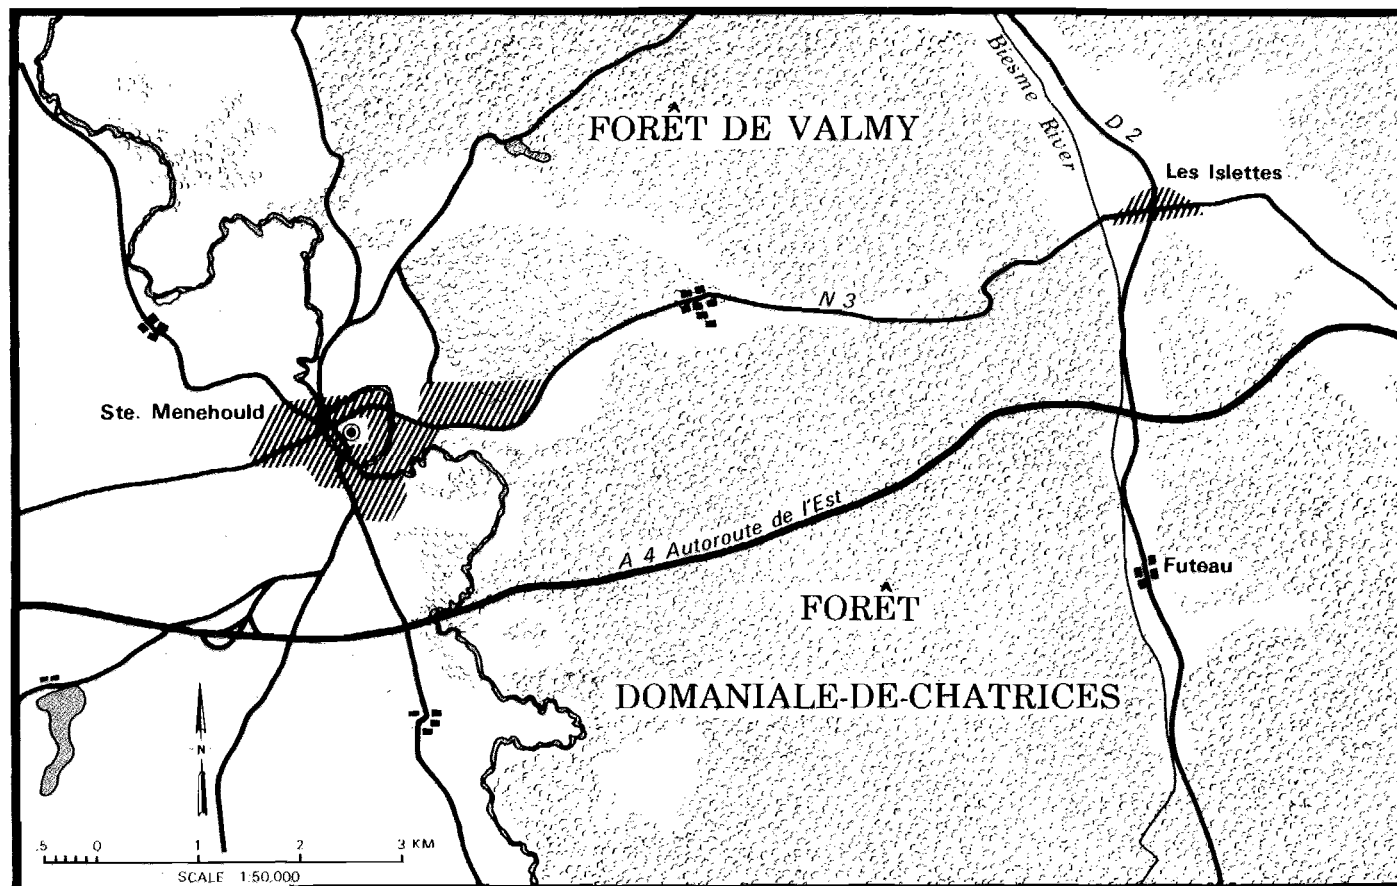 FORÊT DE VALMY
Biesme River
D 2
Les Islettes
N 3
Ste. Menehould
A 4 Autoroute de l'Est
Futeau
FORÊT
DOMANIALE-DE-CHATRICES
N
.5 0 1 2 3 KM
SCALE 1:50,000